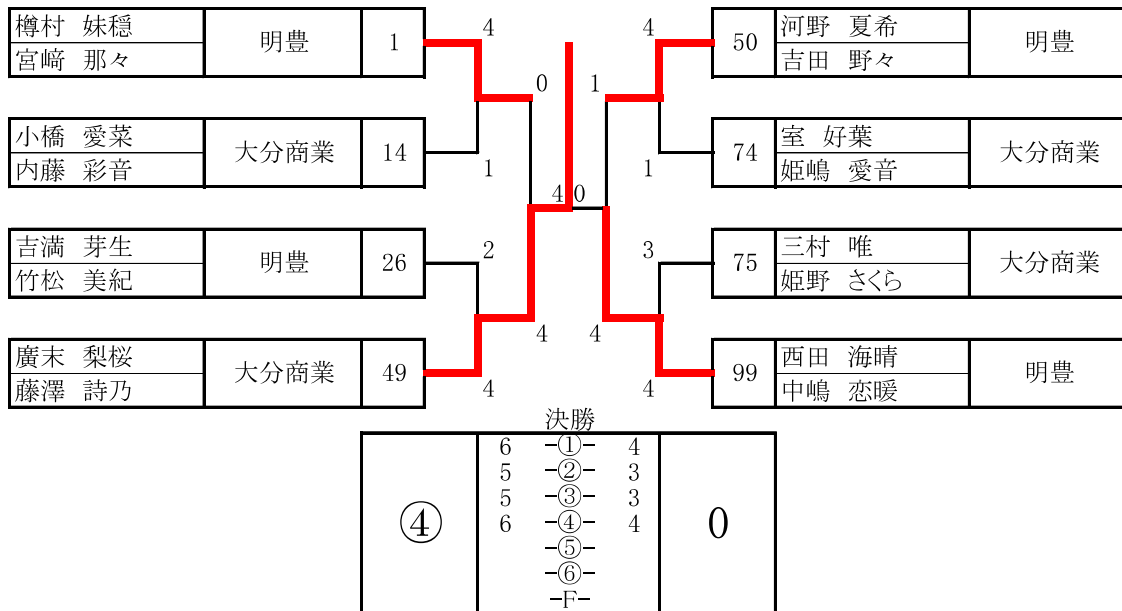 樽村 妹穏
宮﨑 那々
明豊
1
4
小橋 愛菜
内藤 彩音
大分商業
14
1
0
吉満 芽生
竹松 美紀
明豊
26
2
廣末 梨桜
藤澤 詩乃
大分商業
49
4
4
4 0
4
河野 夏希
吉田 野々
50
明豊
1
室 好葉
姫嶋 愛音
74
大分商業
1
3
三村 唯
姫野 さくら
75
大分商業
4
4
西田 海晴
中嶋 恋暖
99
明豊
決勝
④
6 -①- 4
5 -②- 3
5 -③- 3
6 -④- 4
-⑤-
-⑥-
-F-
0